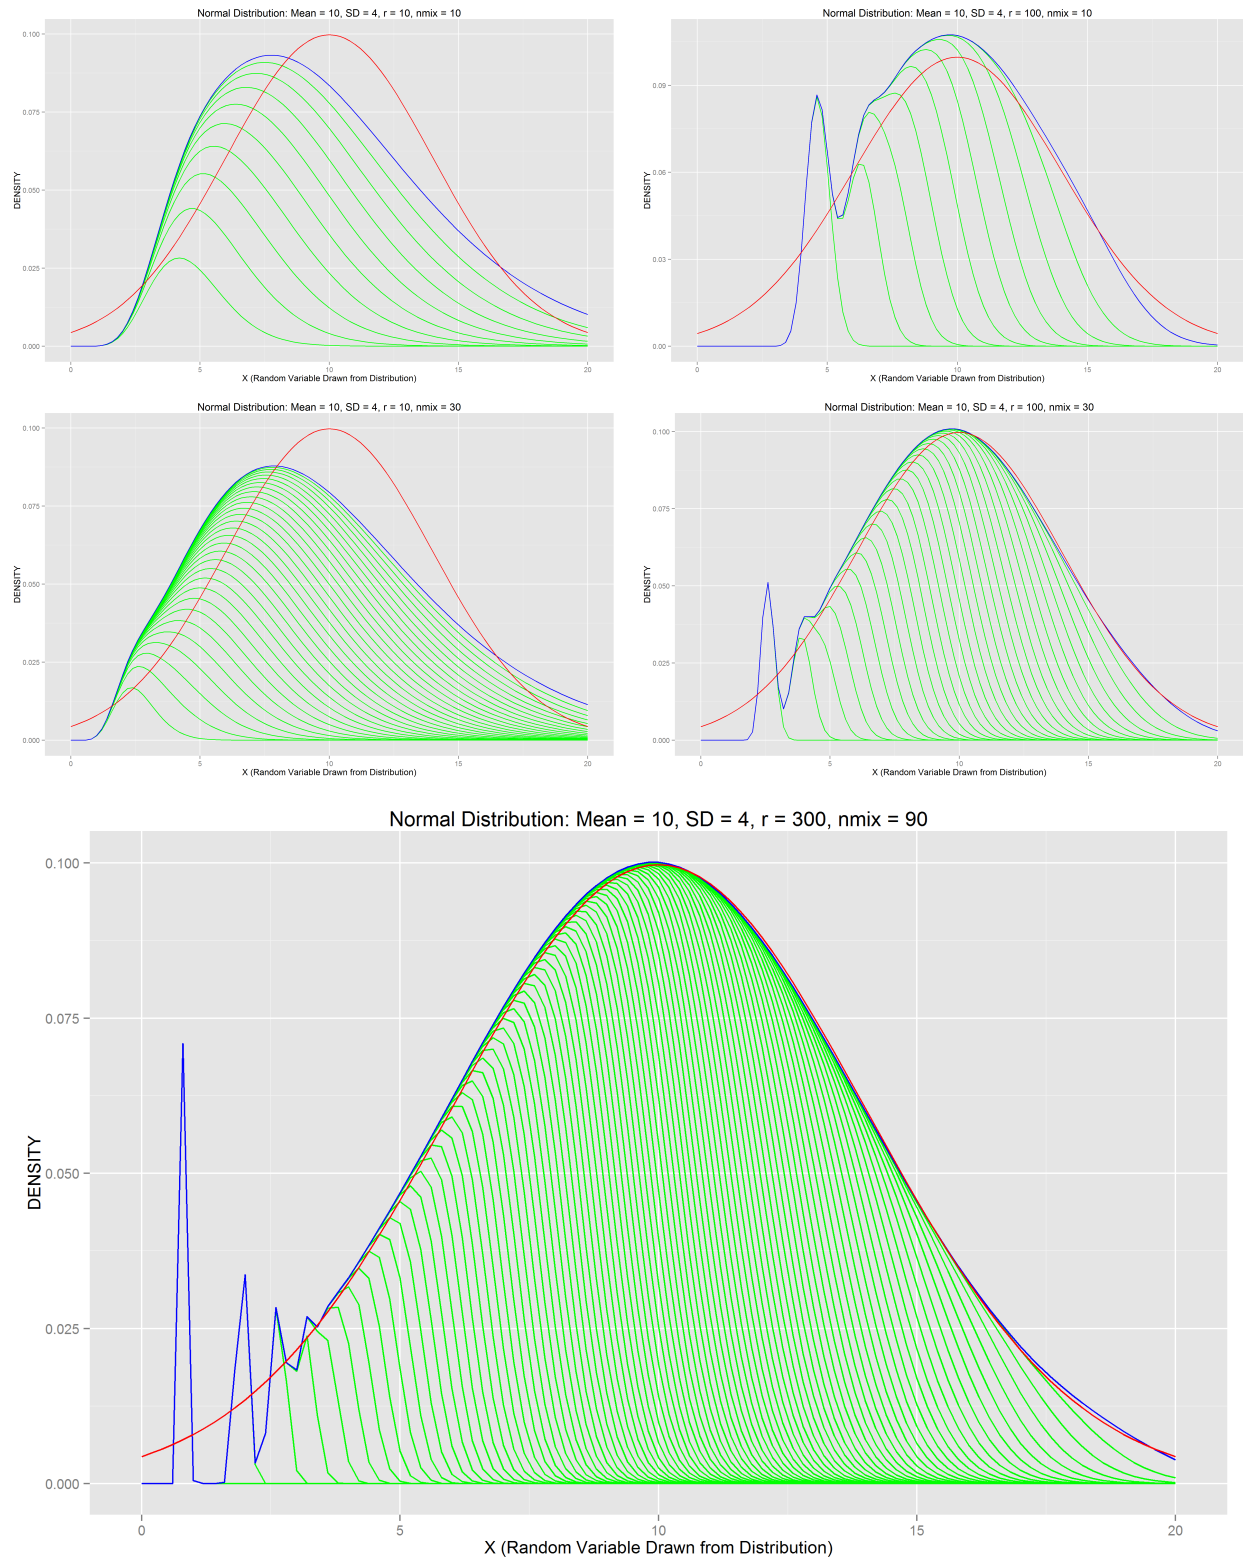 Normal Distribution: Mean = 10, SD = 4, r = 10, nmix = 10
DENSITY
0.100
0.075
0.050
0.025
0.000
0 5 10 15 20
X (Random Variable Drawn from Distribution)
Normal Distribution: Mean = 10, SD = 4, r = 100, nmix = 10
DENSITY
0.09
0.06
0.03
0.00
0 5 10 15 20
X (Random Variable Drawn from Distribution)
Normal Distribution: Mean = 10, SD = 4, r = 10, nmix = 30
DENSITY
0.100
0.075
0.050
0.025
0.000
0 5 10 15 20
X (Random Variable Drawn from Distribution)
Normal Distribution: Mean = 10, SD = 4, r = 100, nmix = 30
DENSITY
0.100
0.075
0.050
0.025
0.000
0 5 10 15 20
X (Random Variable Drawn from Distribution)
Normal Distribution: Mean = 10, SD = 4, r = 300, nmix = 90
DENSITY
0.100
0.075
0.050
0.025
0.000
0 5 10 15 20
X (Random Variable Drawn from Distribution)